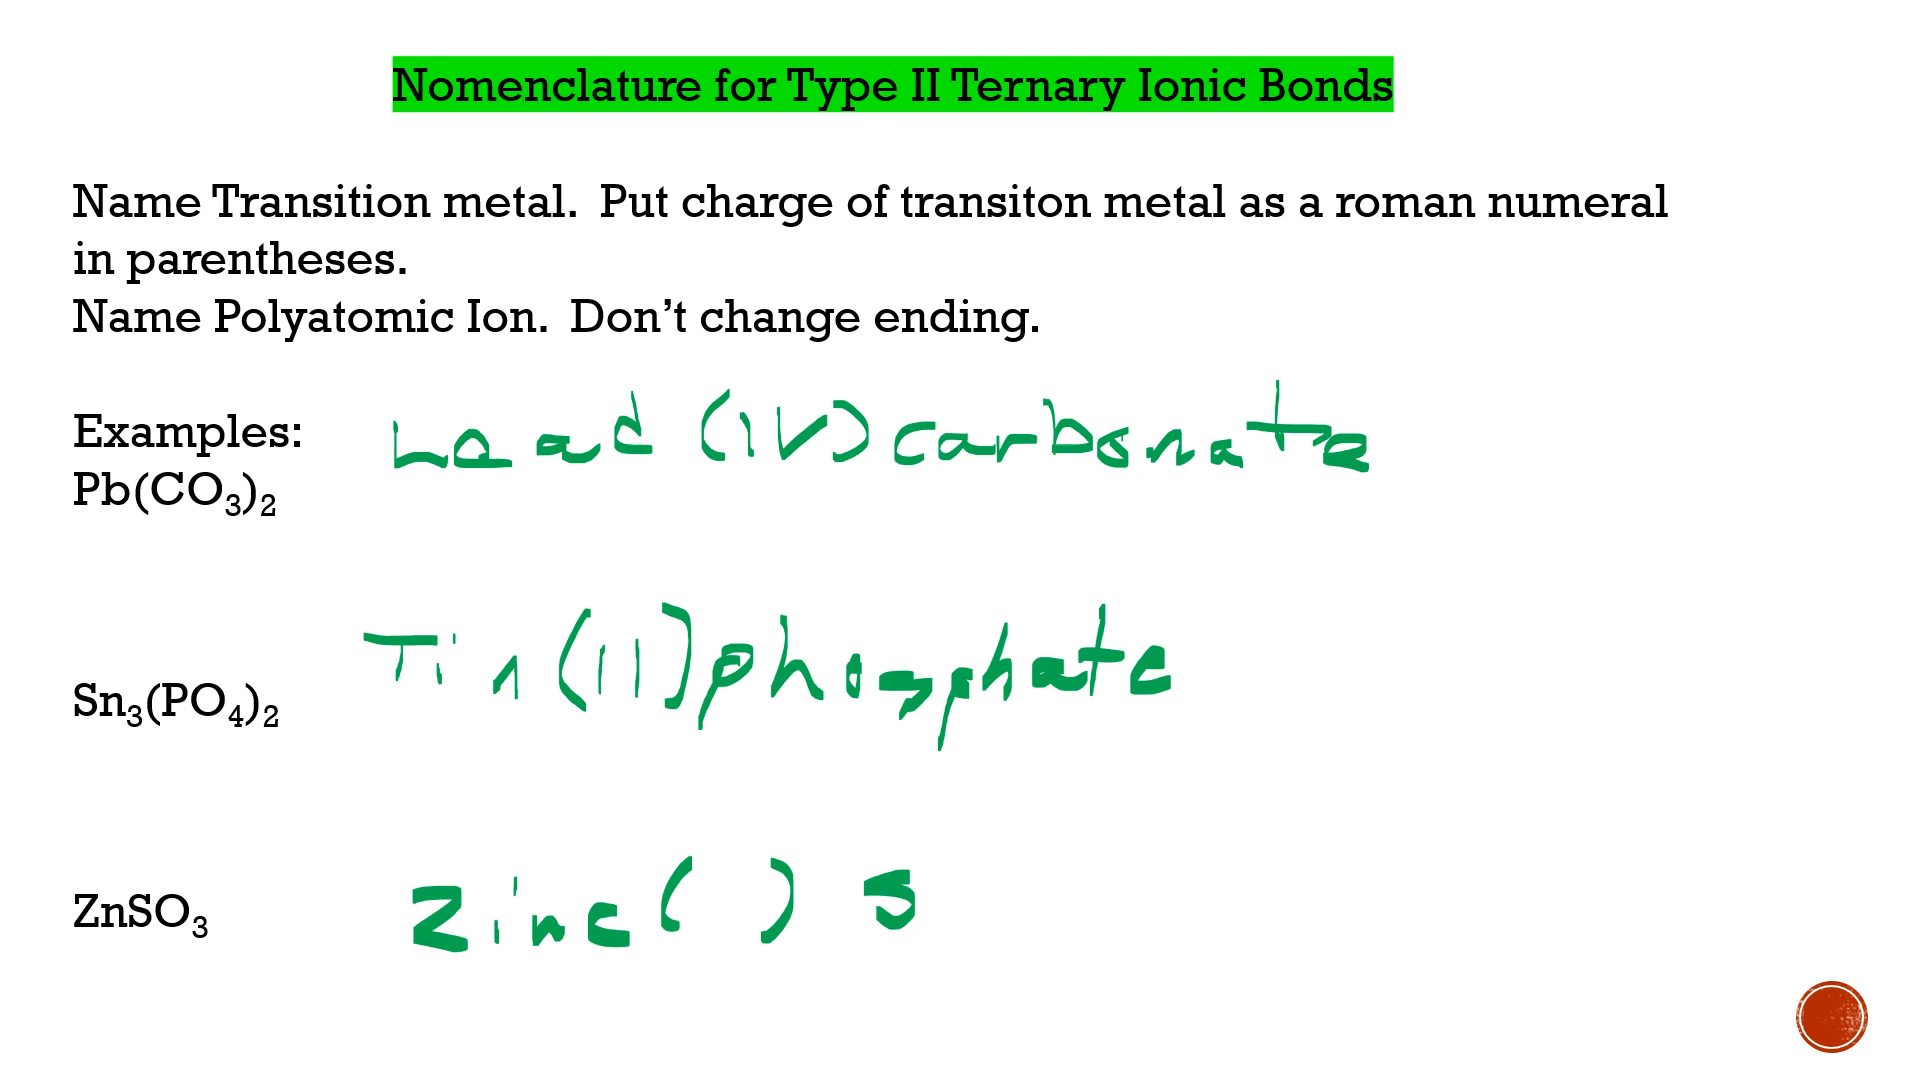 Nomenclature for Type II Ternary Ionic Bonds
Name Transition metal. Put charge of transiton metal as a roman numeral
in parentheses.
Name Polyatomic Ion. Don’t change ending.
Examples:
Lead (IV) carbonate
Pb(CO₃)₂
Tin (II) phosphate
Sn₃(PO₄)₂
Zinc ( ) s
ZnSO₃